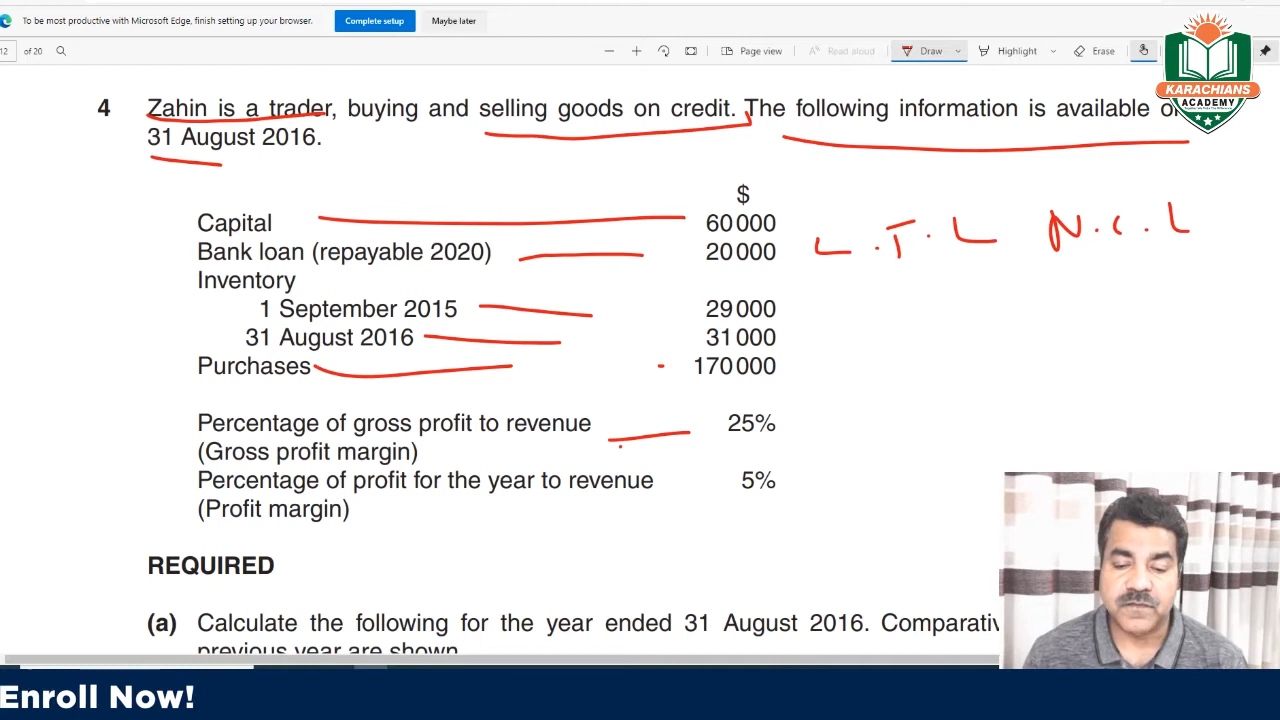 To be most productive with Microsoft Edge, finish setting up your browser.
Complete setup
Maybe later
12 of 20
Page view
Read aloud
Draw
Highlight
Erase
KARACHIANS
ACADEMY
4 Zahin is a trader, buying and selling goods on credit. The following information is available
31 August 2016.
$
Capital 60 000
Bank loan (repayable 2020) 20 000
L.T.L N.C.L
Inventory
1 September 2015 29 000
31 August 2016 31 000
Purchases 170 000
Percentage of gross profit to revenue 25%
(Gross profit margin)
Percentage of profit for the year to revenue 5%
(Profit margin)
REQUIRED
(a) Calculate the following for the year ended 31 August 2016. Comparativ
previous year are shown
Enroll Now!